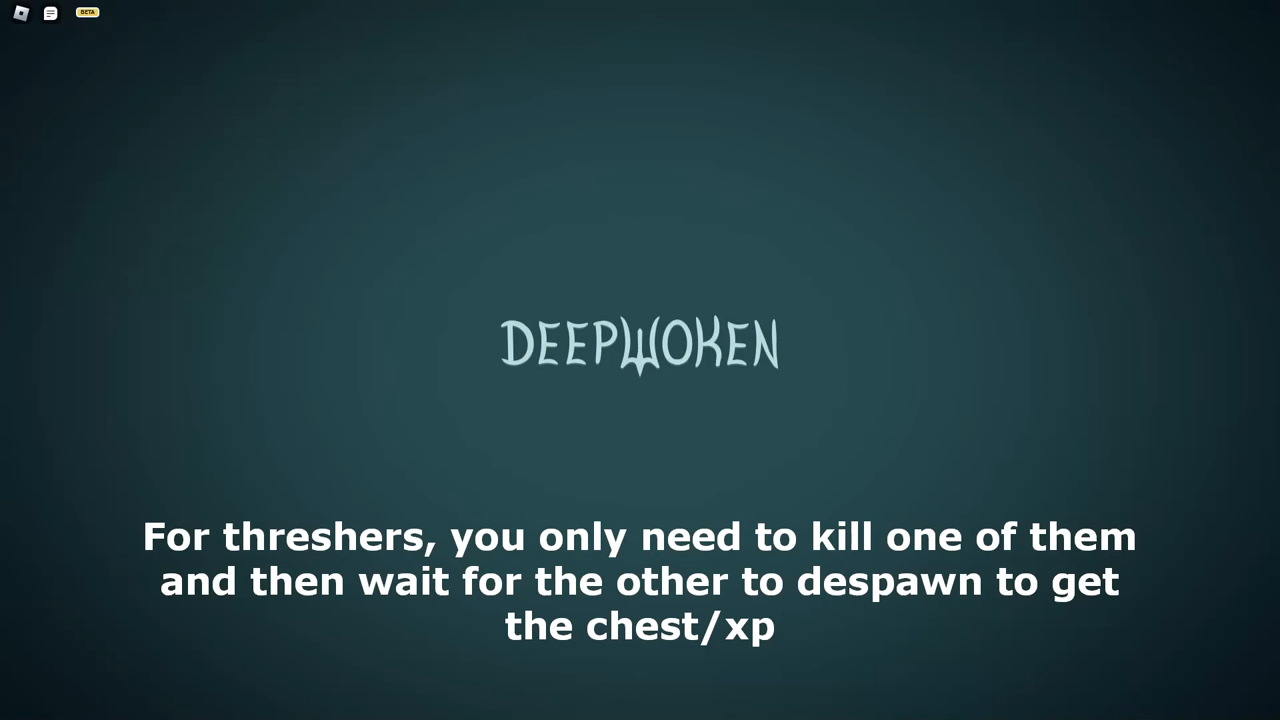 BETA
DEEPWOKEN
For threshers, you only need to kill one of them
and then wait for the other to despawn to get
the chest/xp